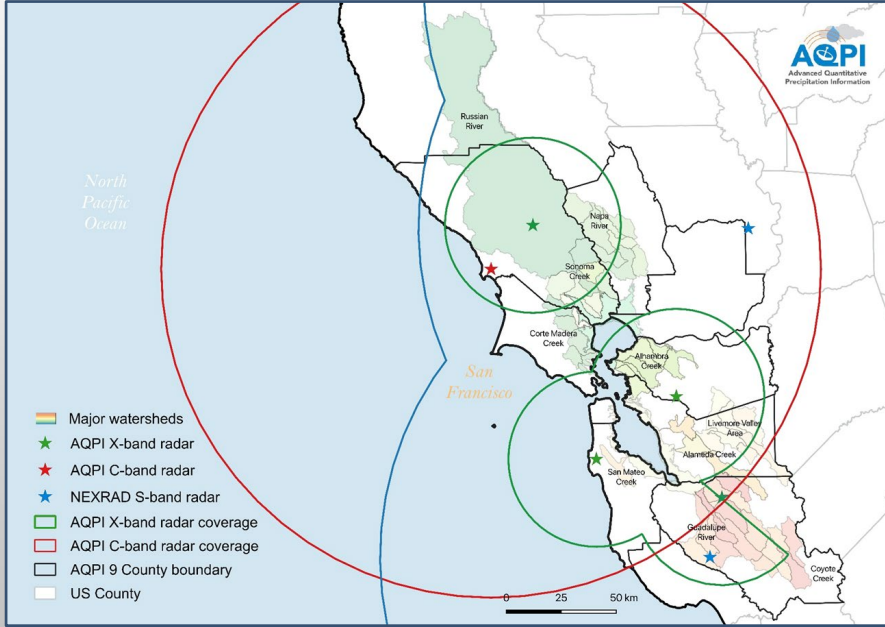 AQPI
Advanced Quantitative
Precipitation Information
Russian
River
North
Pacific
Ocean
Napa
River
Sonoma
Creek
Corte Madera
Creek
Alhambra
Creek
San
Francisco
Livermore Valley
Area
Alameda Creek
San Mateo
Creek
Guadalupe
River
Coyote
Creek
Major watersheds
AQPI X-band radar
AQPI C-band radar
NEXRAD S-band radar
AQPI X-band radar coverage
AQPI C-band radar coverage
AQPI 9 County boundary
US County
0 25 50 km